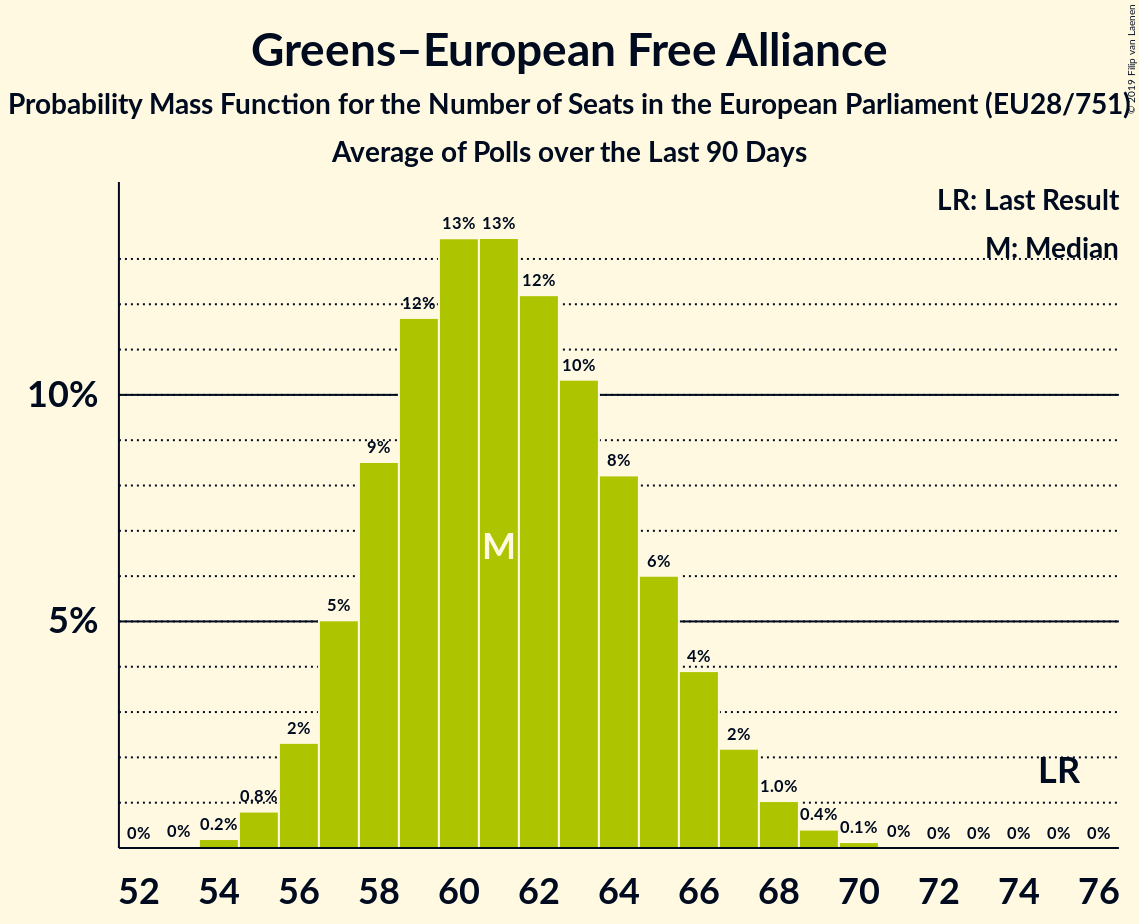 Greens–European Free Alliance
Probability Mass Function for the Number of Seats in the European Parliament (EU28/751)
Average of Polls over the Last 90 Days
© 2019 Filip van Laenen
LR: Last Result
M: Median
13% 13%
12% 12%
10%
10%
9%
8%
M
6%
5%
5%
4%
2% 2%
LR
0.8% 1.0%
0% 0% 0.2% 0.4% 0.1% 0% 0% 0% 0% 0% 0%
52 54 56 58 60 62 64 66 68 70 72 74 76